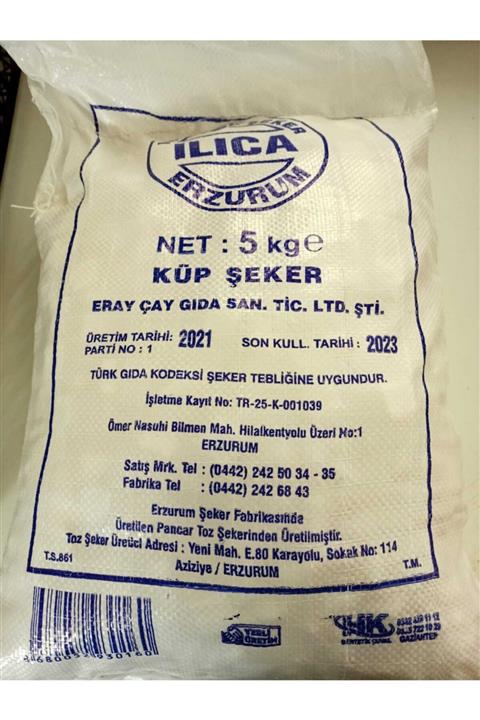 ŞEKER
ILICA
ERZURUM
NET : 5 kg℮
KÜP ŞEKER
ERAY ÇAY GIDA SAN. TİC. LTD. ŞTİ.
ÜRETİM TARİHİ: 2021 SON KULL. TARİHİ : 2023
PARTİ NO : 1
TÜRK GIDA KODEKSİ ŞEKER TEBLİĞİNE UYGUNDUR.
İşletme Kayıt No: TR-25-K-001039
Ömer Nasuhi Bilmen Mah. Hilalkentyolu Üzeri No:1
ERZURUM
Satış Mrk. Tel : (0442) 242 50 34 - 35
Fabrika Tel : (0442) 242 68 43
Erzurum Şeker Fabrikasında
Üretilen Pancar Toz Şekerinden Üretilmiştir.
Toz Şeker Üretici Adresi : Yeni Mah. E.80 Karayolu, Sokak No: 114
Aziziye / ERZURUM
T.S.861 T.M.
YERLİ
ÜRETİM
GAZİANTEP